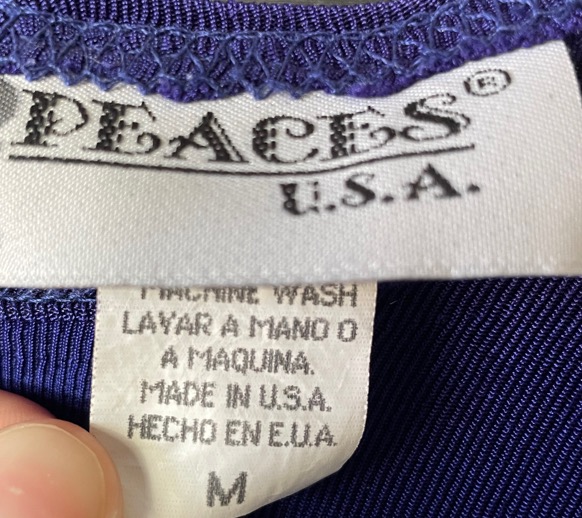 PEACES®
U.S.A.
MACHINE WASH
LAVAR A MANO O
A MAQUINA.
MADE IN U.S.A.
HECHO EN E.U.A.
M